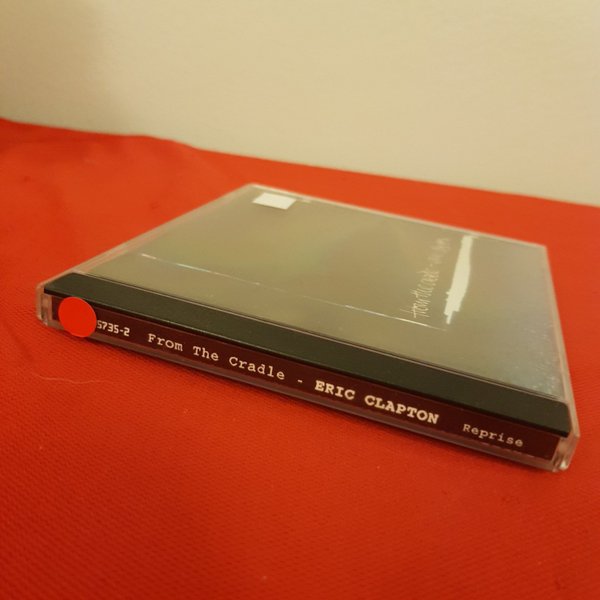 5735-2 From The Cradle - ERIC CLAPTON Reprise